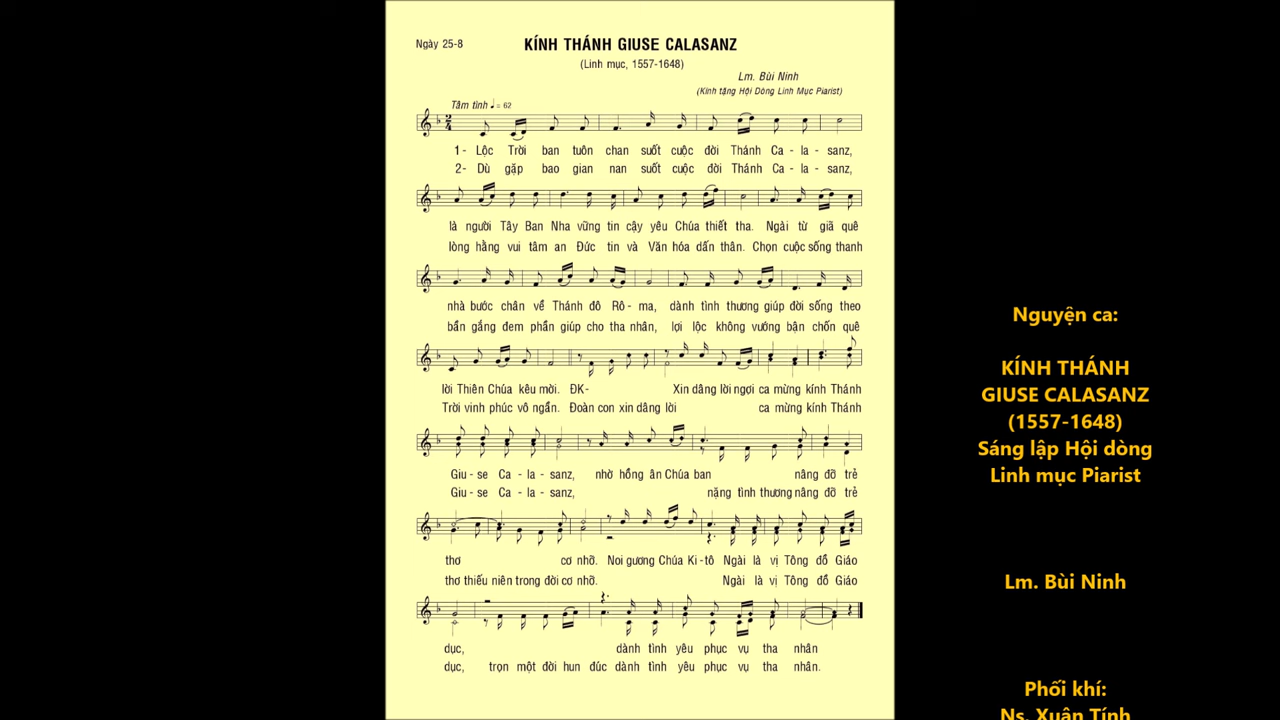 Ngày 25-8
KÍNH THÁNH GIUSE CALASANZ
(Linh mục, 1557-1648)
Lm. Bùi Ninh
(Kính tặng Hội Dòng Linh Mục Piarist)
Tâm tình ♩ = 62
1- Lộc Trời ban tuôn chan suốt cuộc đời Thánh Ca - la - sanz,
2- Dù gặp bao gian nan suốt cuộc đời Thánh Ca - la - sanz,
là người Tây Ban Nha vững tin cậy yêu Chúa thiết tha. Ngài từ giã quê
lòng hằng vui tâm an Đức tin và Văn hóa dấn thân. Chọn cuộc sống thanh
nhà bước chân về Thánh đô Rô - ma, dành tình thương giúp đời sống theo
bần gắng đem phần giúp cho tha nhân, lợi lộc không vướng bận chốn quê
lời Thiên Chúa kêu mời. ĐK- Xin dâng lời ngợi ca mừng kính Thánh
Trời vinh phúc vô ngần. Đoàn con xin dâng lời ca mừng kính Thánh
Giu - se Ca - la - sanz, nhờ hồng ân Chúa ban nâng đỡ trẻ
Giu - se Ca - la - sanz, nặng tình thương nâng đỡ trẻ
thơ cơ nhỡ. Noi gương Chúa Ki - tô Ngài là vị Tông đồ Giáo
thơ thiếu niên trong đời cơ nhỡ. Ngài là vị Tông đồ Giáo
dục, dành tình yêu phục vụ tha nhân
dục, trọn một đời hun đúc dành tình yêu phục vụ tha nhân.
Nguyện ca:
KÍNH THÁNH
GIUSE CALASANZ
(1557-1648)
Sáng lập Hội dòng
Linh mục Piarist
Lm. Bùi Ninh
Phối khí:
Ns. Xuân Tính